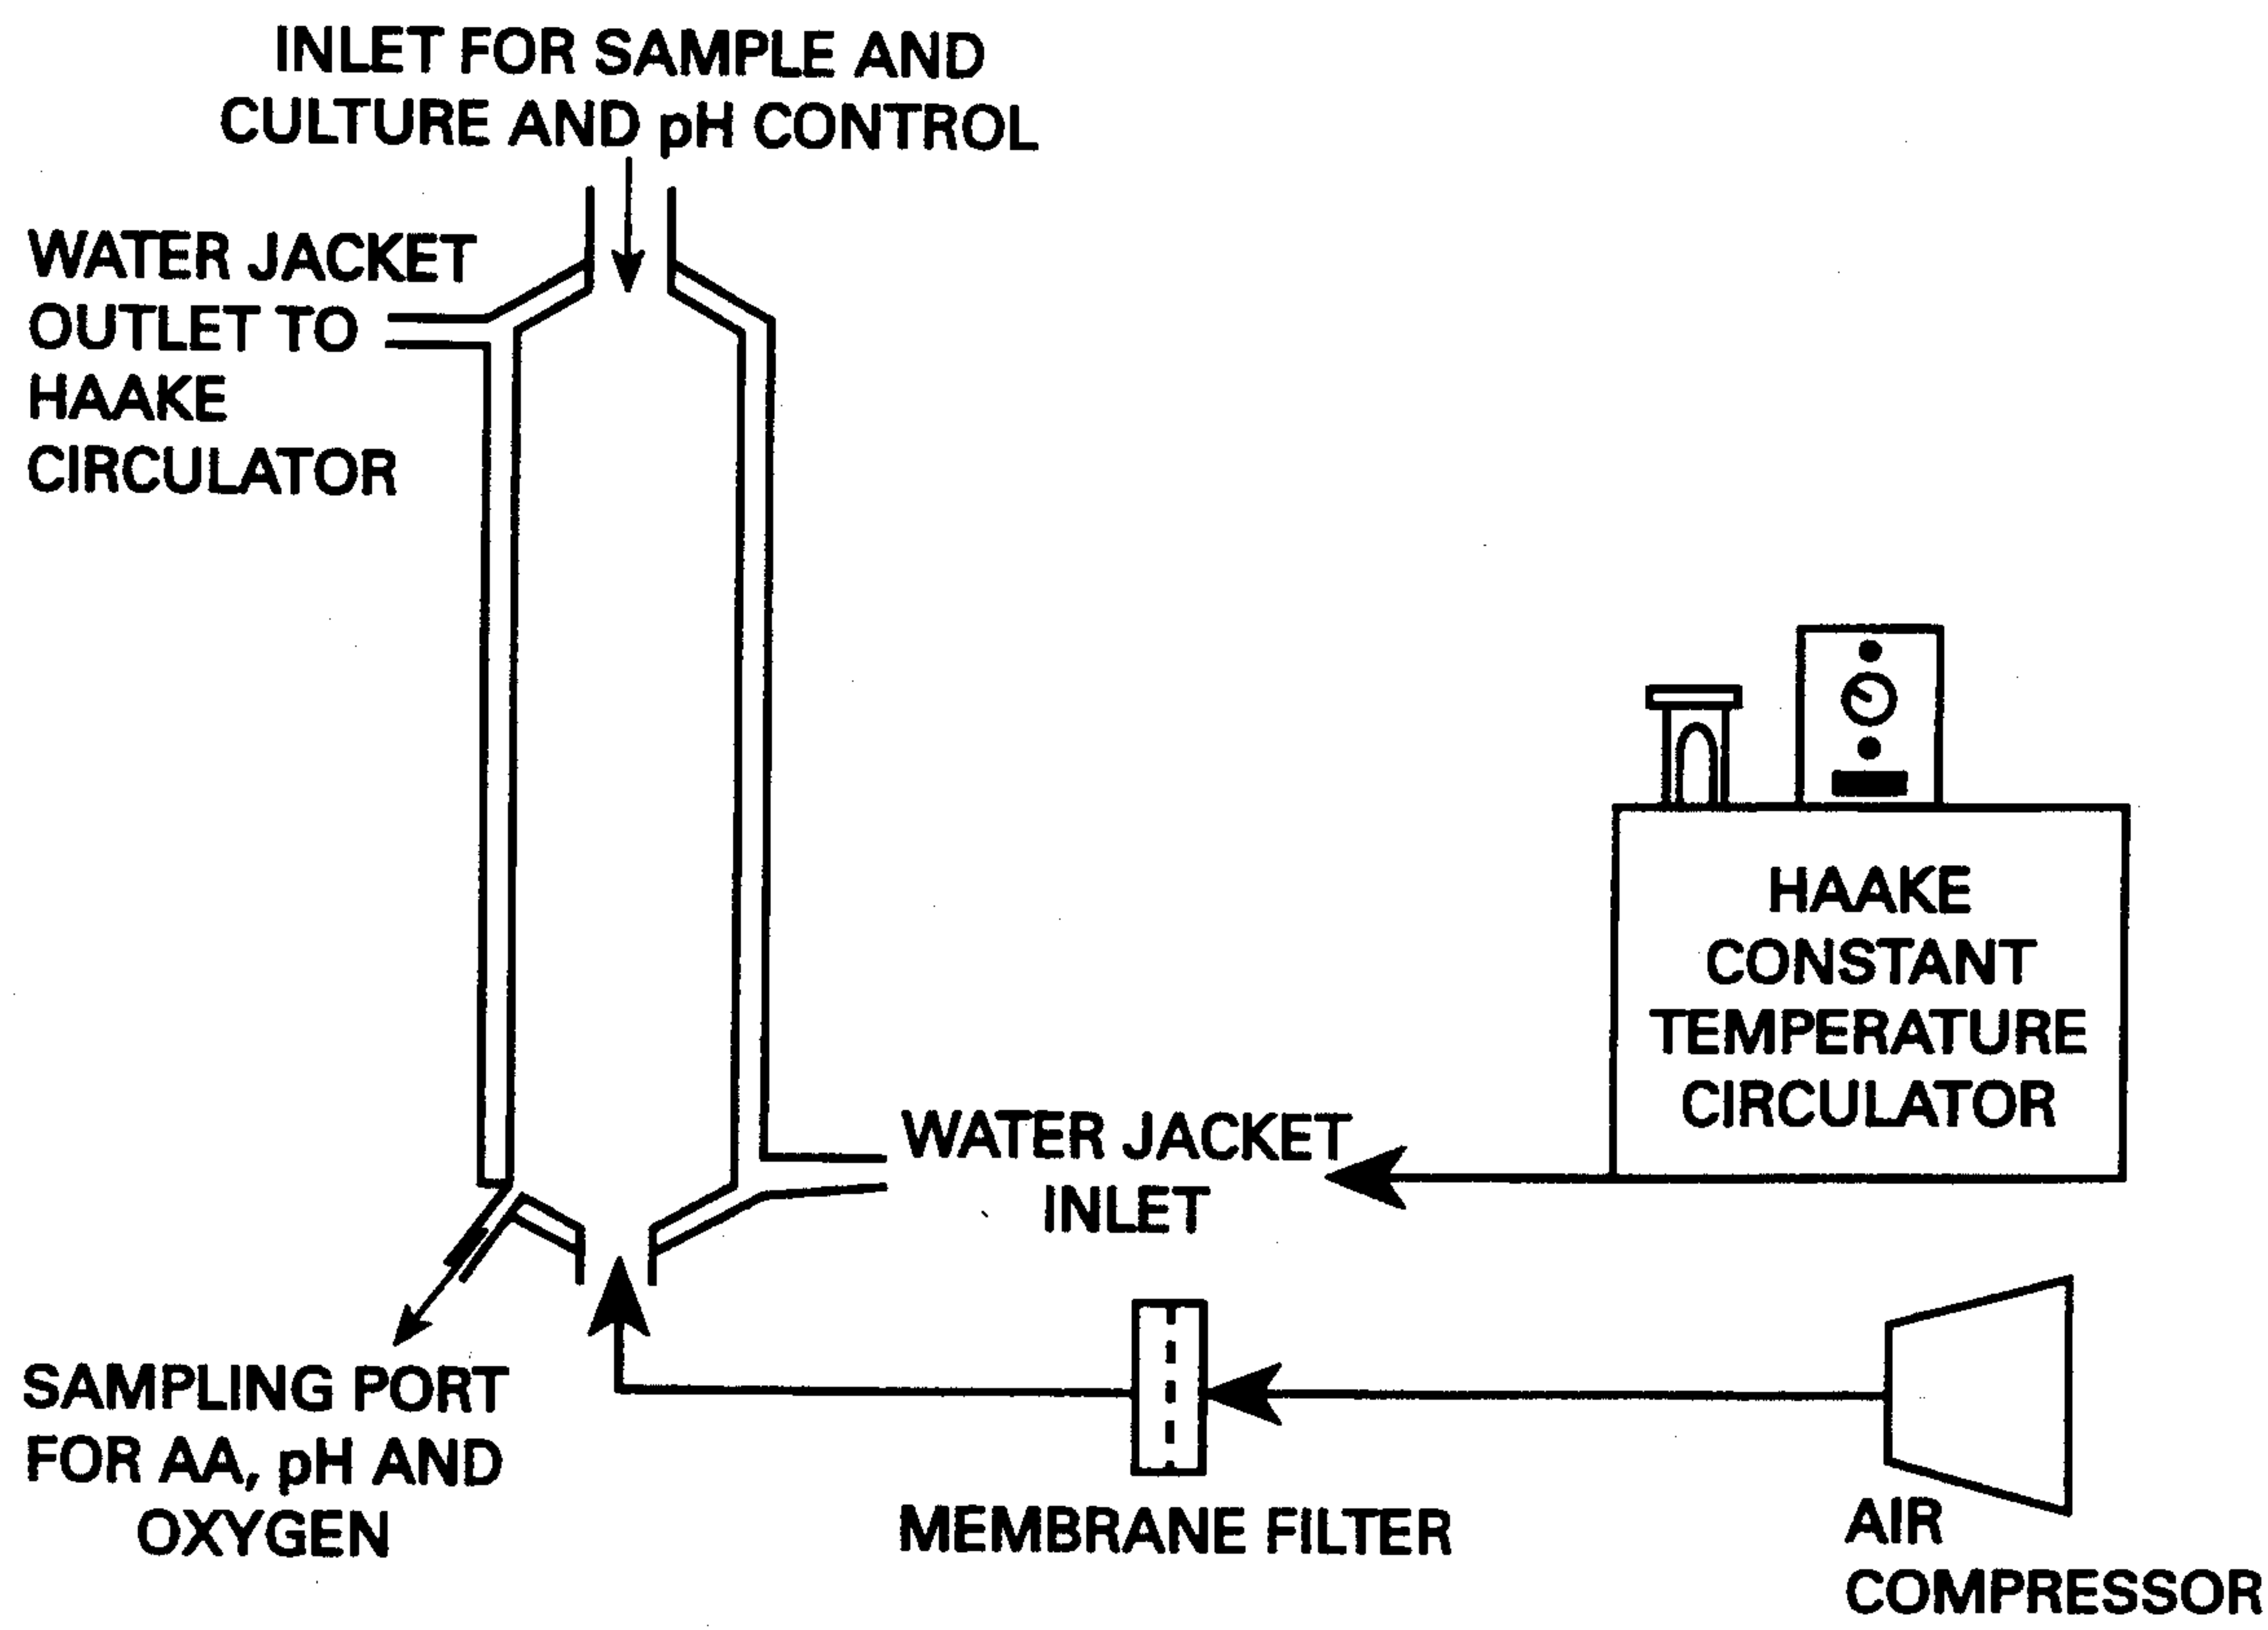 INLET FOR SAMPLE AND
CULTURE AND pH CONTROL
WATER JACKET
OUTLET TO
HAAKE
CIRCULATOR
HAAKE
CONSTANT
TEMPERATURE
CIRCULATOR
WATER JACKET
INLET
SAMPLING PORT
FOR AA, pH AND
OXYGEN
MEMBRANE FILTER
AIR
COMPRESSOR